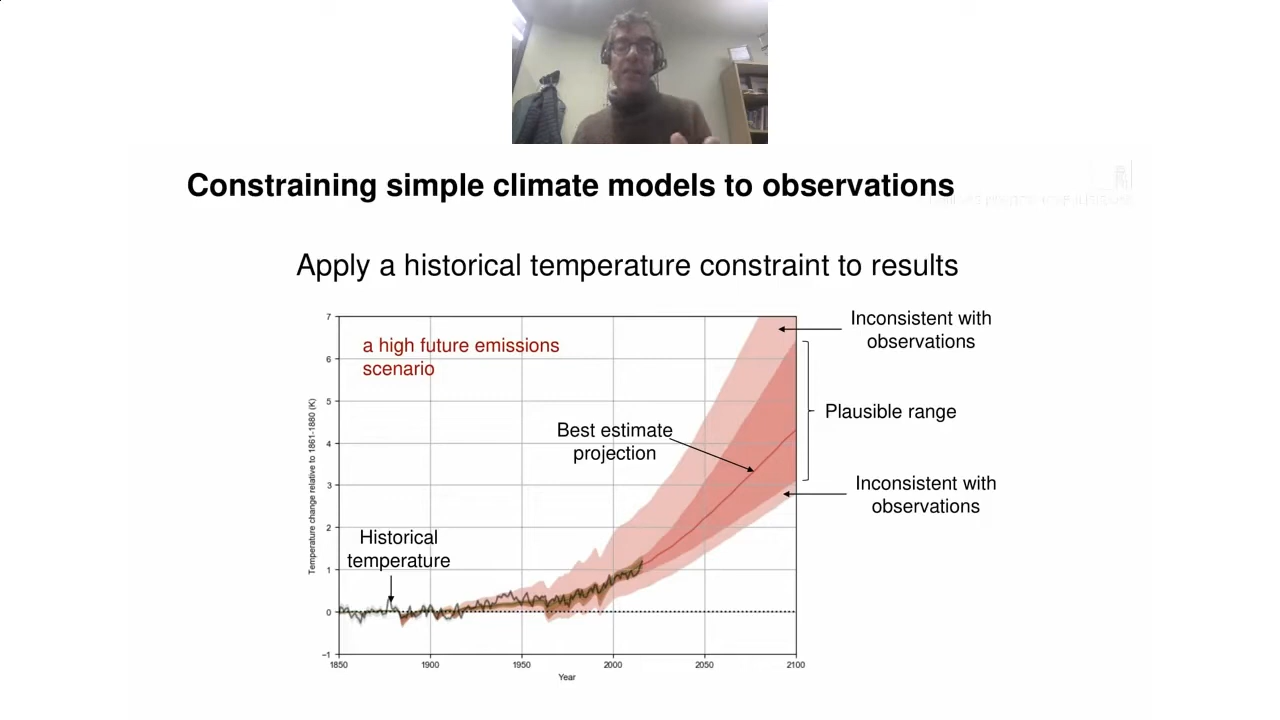 Constraining simple climate models to observations
Apply a historical temperature constraint to results
Inconsistent with
observations
a high future emissions
scenario
Plausible range
Best estimate
projection
Inconsistent with
observations
Historical
temperature
Temperature change relative to 1861-1880 (K)
7
6
5
4
3
2
1
0
−1
1850
1900
1950
2000
2050
2100
Year